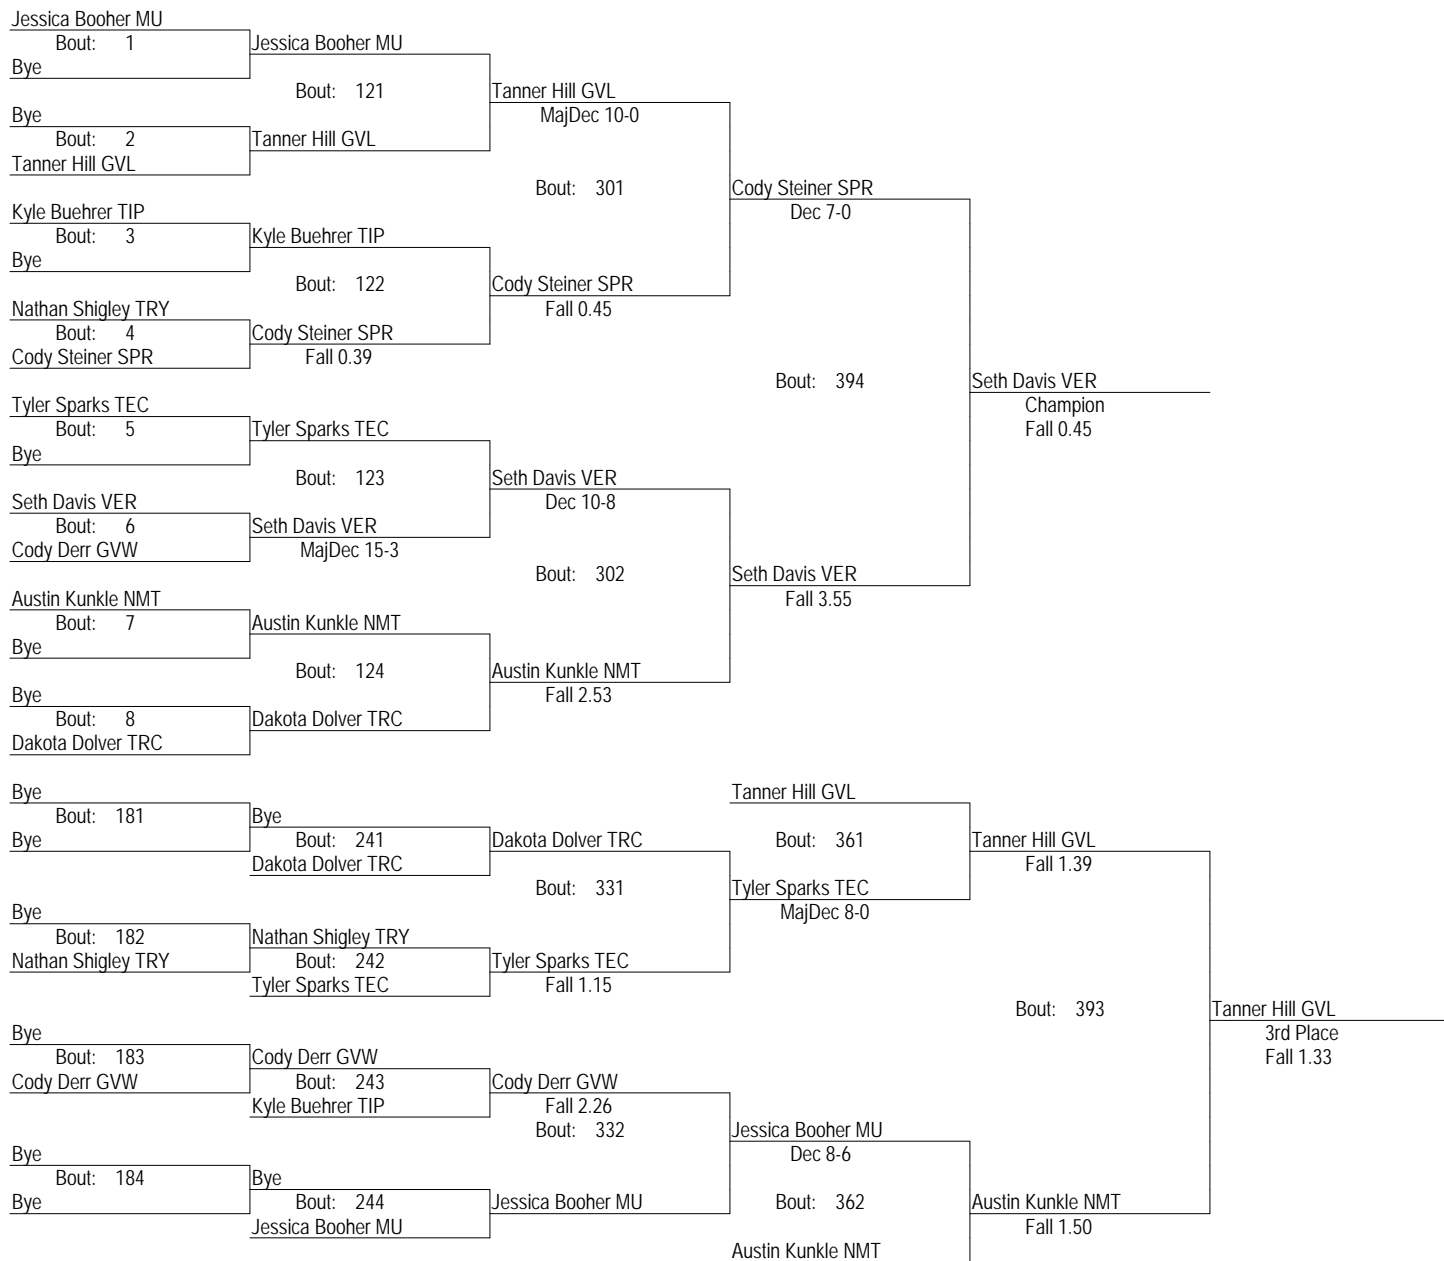 Jessica Booher MU
Bout: 1
Jessica Booher MU
Bye
Bout: 121
Tanner Hill GVL
Bye
MajDec 10-0
Bout: 2
Tanner Hill GVL
Tanner Hill GVL
Bout: 301
Cody Steiner SPR
Kyle Buehrer TIP
Dec 7-0
Bout: 3
Kyle Buehrer TIP
Bye
Bout: 122
Cody Steiner SPR
Nathan Shigley TRY
Fall 0.45
Bout: 4
Cody Steiner SPR
Cody Steiner SPR
Fall 0.39
Bout: 394
Seth Davis VER
Tyler Sparks TEC
Champion
Bout: 5
Tyler Sparks TEC
Fall 0.45
Bye
Bout: 123
Seth Davis VER
Seth Davis VER
Dec 10-8
Bout: 6
Seth Davis VER
Cody Derr GVW
MajDec 15-3
Bout: 302
Seth Davis VER
Austin Kunkle NMT
Fall 3.55
Bout: 7
Austin Kunkle NMT
Bye
Bout: 124
Austin Kunkle NMT
Bye
Fall 2.53
Bout: 8
Dakota Dolver TRC
Dakota Dolver TRC
Bye
Tanner Hill GVL
Bout: 181
Bye
Bye
Bout: 241
Dakota Dolver TRC
Bout: 361
Tanner Hill GVL
Dakota Dolver TRC
Fall 1.39
Bout: 331
Tyler Sparks TEC
Bye
MajDec 8-0
Bout: 182
Nathan Shigley TRY
Nathan Shigley TRY
Bout: 242
Tyler Sparks TEC
Tyler Sparks TEC
Fall 1.15
Bout: 393
Tanner Hill GVL
Bye
3rd Place
Bout: 183
Cody Derr GVW
Fall 1.33
Cody Derr GVW
Bout: 243
Cody Derr GVW
Kyle Buehrer TIP
Fall 2.26
Bout: 332
Jessica Booher MU
Bye
Dec 8-6
Bout: 184
Bye
Bye
Bout: 244
Jessica Booher MU
Bout: 362
Austin Kunkle NMT
Jessica Booher MU
Fall 1.50
Austin Kunkle NMT